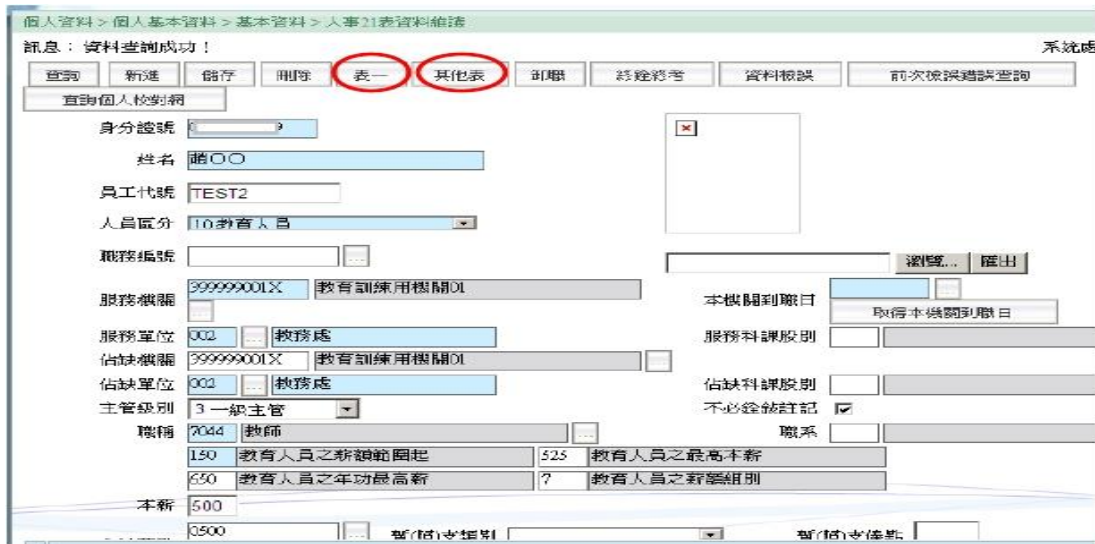 個人資料 > 個人基本資料 > 基本資料 > 人事21表資料維護
訊息：資料查詢成功！ 系統處
查詢 新進 儲存 刪除 表一 其他表 卸職 終銓終考 資料檢誤 前次檢誤錯誤查詢
查詢個人校對網
身分證號 9
姓名 趙〇〇
員工代號 TEST2
人員區分 10 教育人員
職務編號 ... 瀏覽... 匯出
服務機關 399999001X 教育訓練用機關01 本機關到職日 ...
... 取得本機關到職日
服務單位 002 ... 教務處 服務科課股別
佔缺機關 399999001X 教育訓練用機關01 ...
佔缺單位 002 ... 教務處 佔缺科課股別
主管級別 3 一級主管 不必銓敘註記
職稱 7044 教師 ... 職系
150 教育人員之薪額範圍起 525 教育人員之最高本薪
650 教育人員之年功最高薪 7 教育人員之薪額組別
本薪 500
0500 ... 暫(借)支類別 暫(借)支俸點